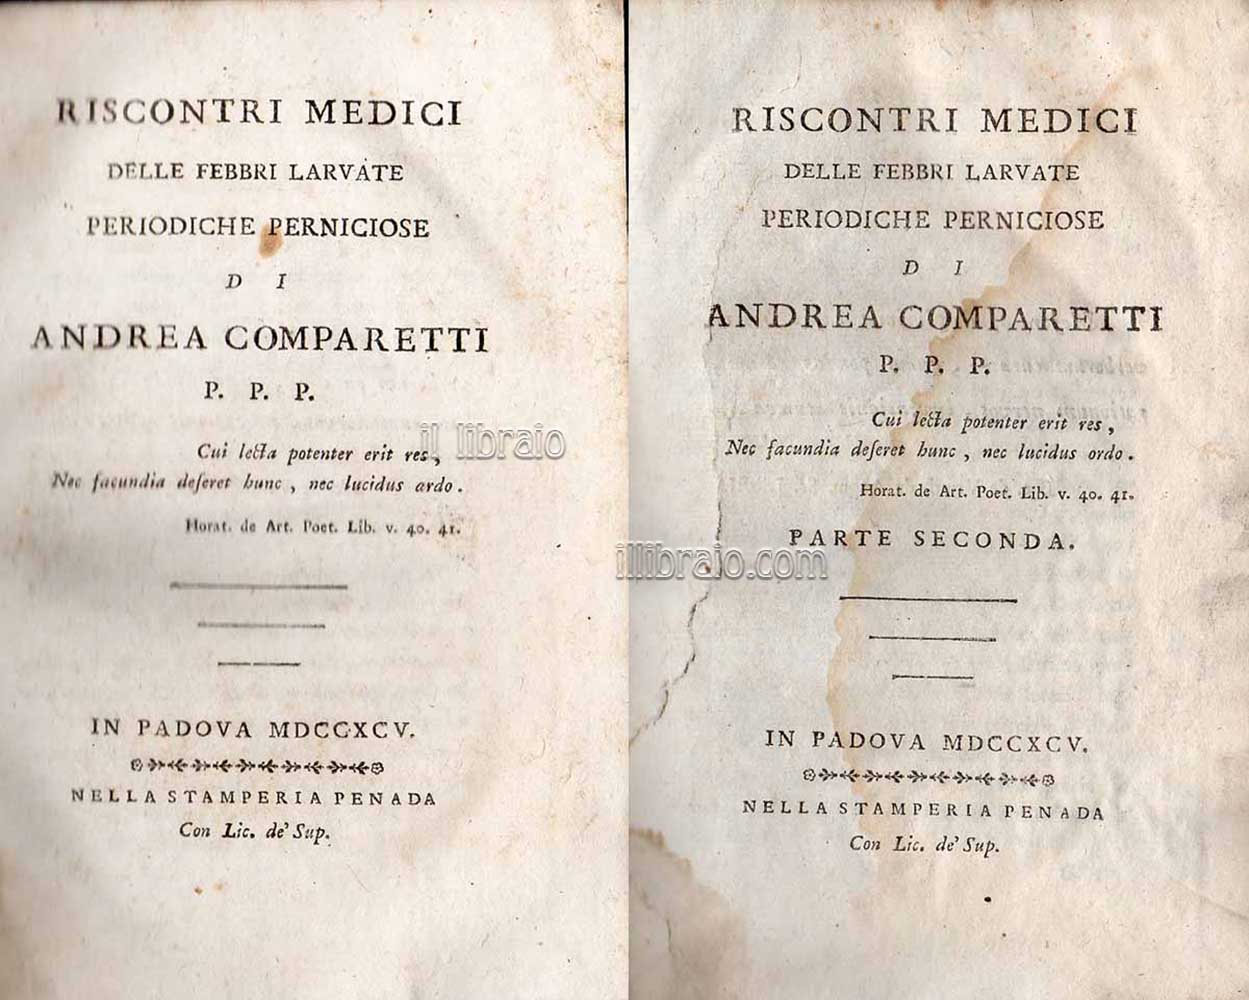 RISCONTRI MEDICI
DELLE FEBBRI LARVATE
PERIODICHE PERNICIOSE
DI
ANDREA COMPARETTI
P. P. P.
Cui lecta potenter erit res,
Nec facundia deſeret hunc, nec lucidus ordo.
Horat. de Art. Poet. Lib. v. 40. 41.
IN PADOVA MDCCXCV.
NELLA STAMPERIA PENADA
Con Lic. de' Sup.
il libraio
RISCONTRI MEDICI
DELLE FEBBRI LARVATE
PERIODICHE PERNICIOSE
DI
ANDREA COMPARETTI
P. P. P.
Cui lecta potenter erit res,
Nec facundia deſeret hunc, nec lucidus ordo.
Horat. de Art. Poet. Lib. v. 40. 41.
PARTE SECONDA.
IN PADOVA MDCCXCV.
NELLA STAMPERIA PENADA
Con Lic. de' Sup.
illibraio.com